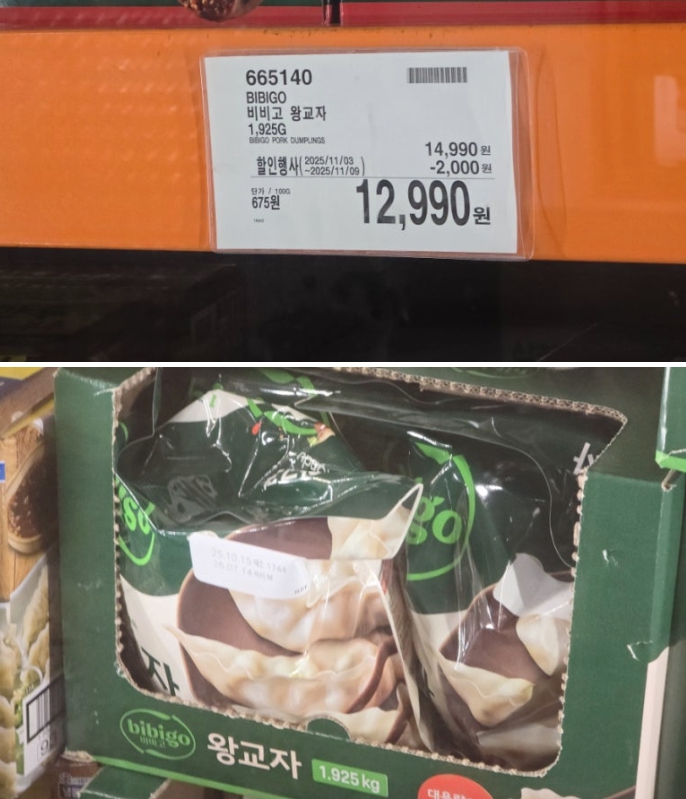 665140
BIBIGO
비비고 왕교자
1,925G
BIBIGO PORK DUMPLINGS
14,990원
할인행사(2025/11/03 ~2025/11/09) -2,000원
단가 / 100G
675원
12,990원
go
bibigo
비비고
왕교자
1.925kg